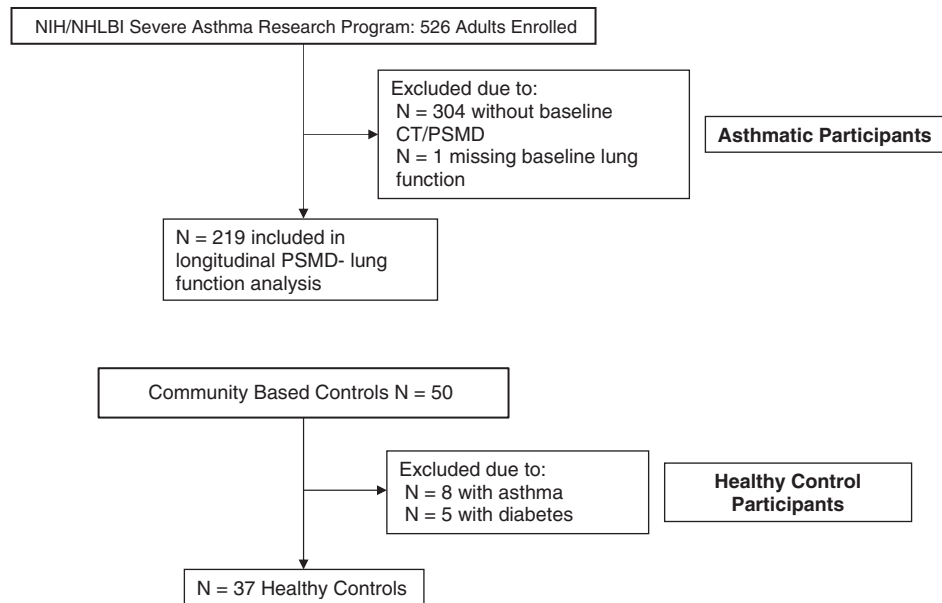 NIH/NHLBI Severe Asthma Research Program: 526 Adults Enrolled
Excluded due to:
N = 304 without baseline
CT/PSMD
N = 1 missing baseline lung
function
Asthmatic Participants
N = 219 included in
longitudinal PSMD- lung
function analysis
Community Based Controls N = 50
Excluded due to:
N = 8 with asthma
N = 5 with diabetes
Healthy Control
Participants
N = 37 Healthy Controls